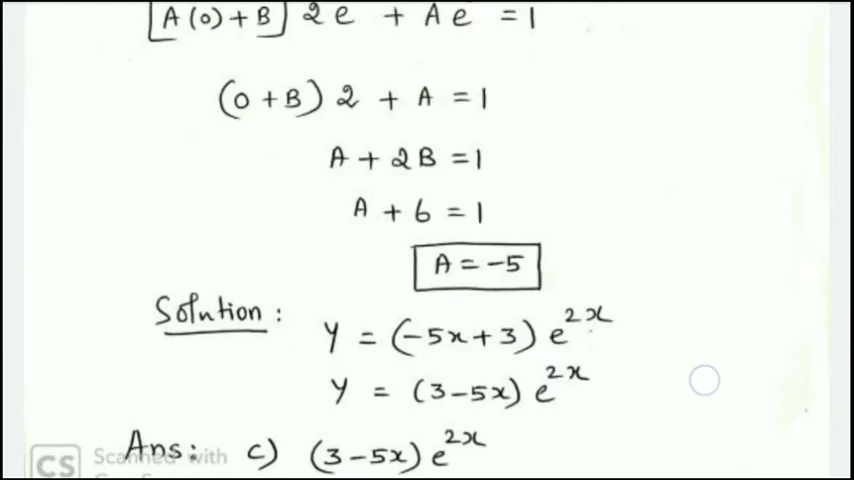 [A(0) + B] 2e + Ae = 1
(0 + B) 2 + A = 1
A + 2B = 1
A + 6 = 1
A = -5
Solution :
y = (-5x + 3) e^2x
y = (3 - 5x) e^2x
Ans: c) (3 - 5x) e^2x
CS Scanned with